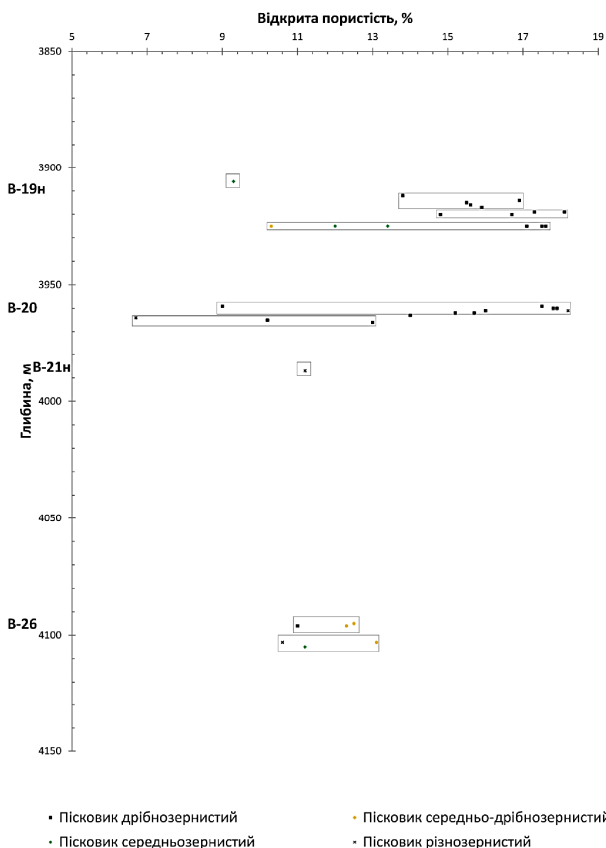 Відкрита пористість, %
5 7 9 11 13 15 17 19
3850
3900
В-19н
3950
В-20
В-21н
Глибина, м
4000
4050
В-26
4100
4150
Пісковик дрібнозернистий
Пісковик середньо-дрібнозернистий
Пісковик середньозернистий
Пісковик різнозернистий